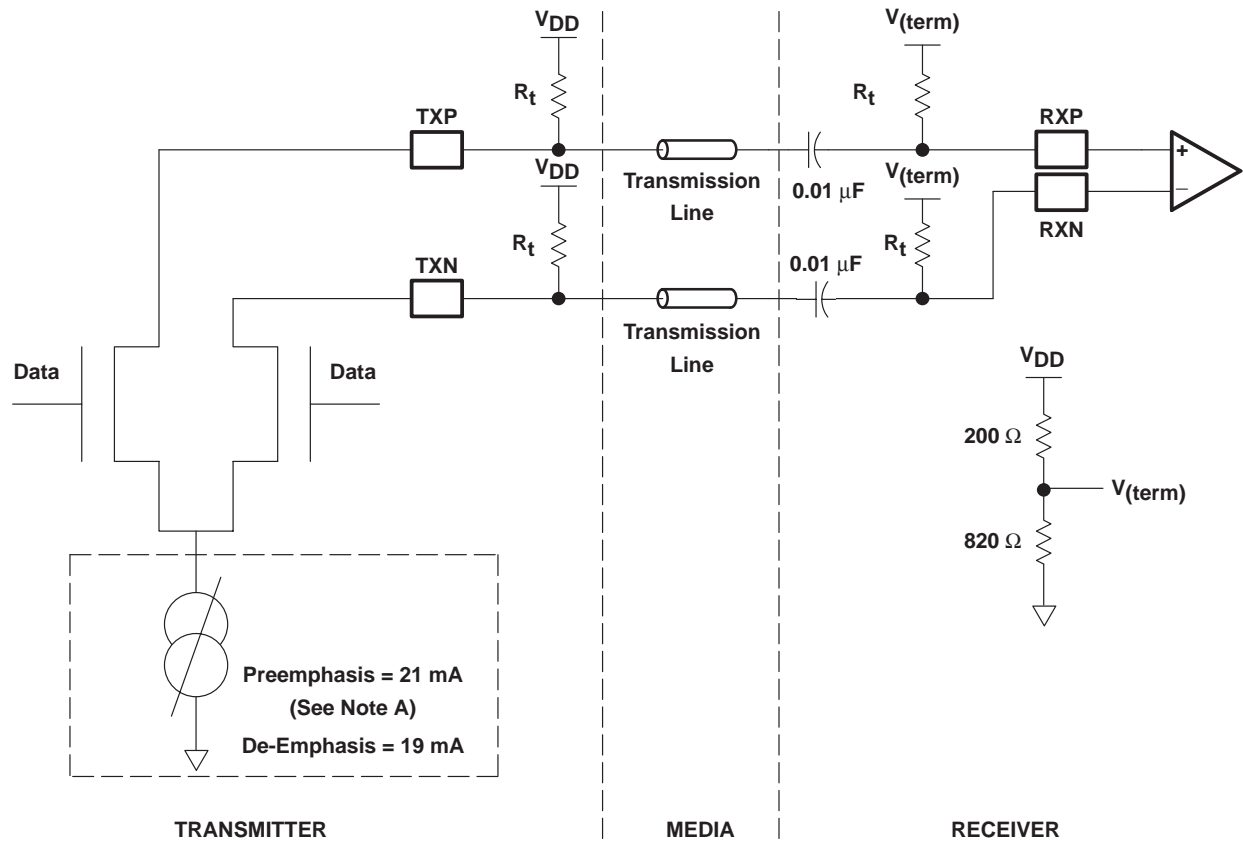 VDD
V(term)
Rt
Rt
TXP
RXP
VDD
V(term)
+
Transmission
Line
0.01 μF
−
RXN
Rt
0.01 μF
Rt
TXN
Transmission
Line
Data
Data
VDD
200 Ω
V(term)
820 Ω
Preemphasis = 21 mA
(See Note A)
De-Emphasis = 19 mA
TRANSMITTER
MEDIA
RECEIVER